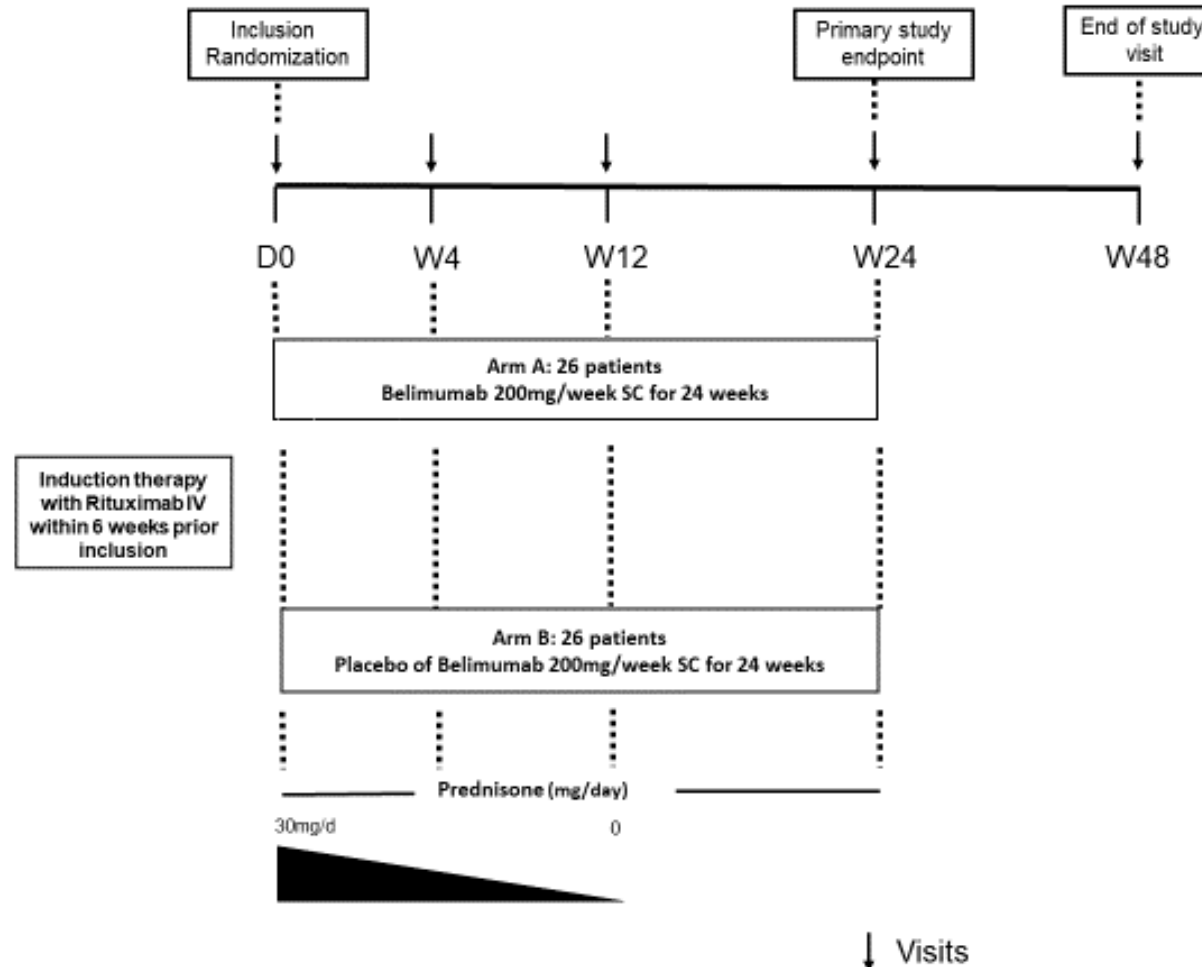 Inclusion
Randomization
Primary study
endpoint
End of study
visit
D0
W4
W12
W24
W48
Arm A: 26 patients
Belimumab 200mg/week SC for 24 weeks
Induction therapy
with Rituximab IV
within 6 weeks prior
inclusion
Arm B: 26 patients
Placebo of Belimumab 200mg/week SC for 24 weeks
Prednisone (mg/day)
30mg/d
0
Visits